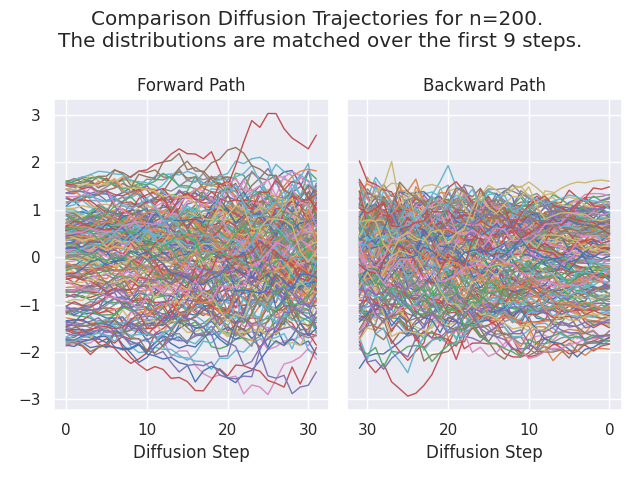 Comparison Diffusion Trajectories for n=200.
The distributions are matched over the first 9 steps.
Forward Path
Backward Path
3
2
1
0
−1
−2
−3
0 10 20 30
30 20 10 0
Diffusion Step
Diffusion Step